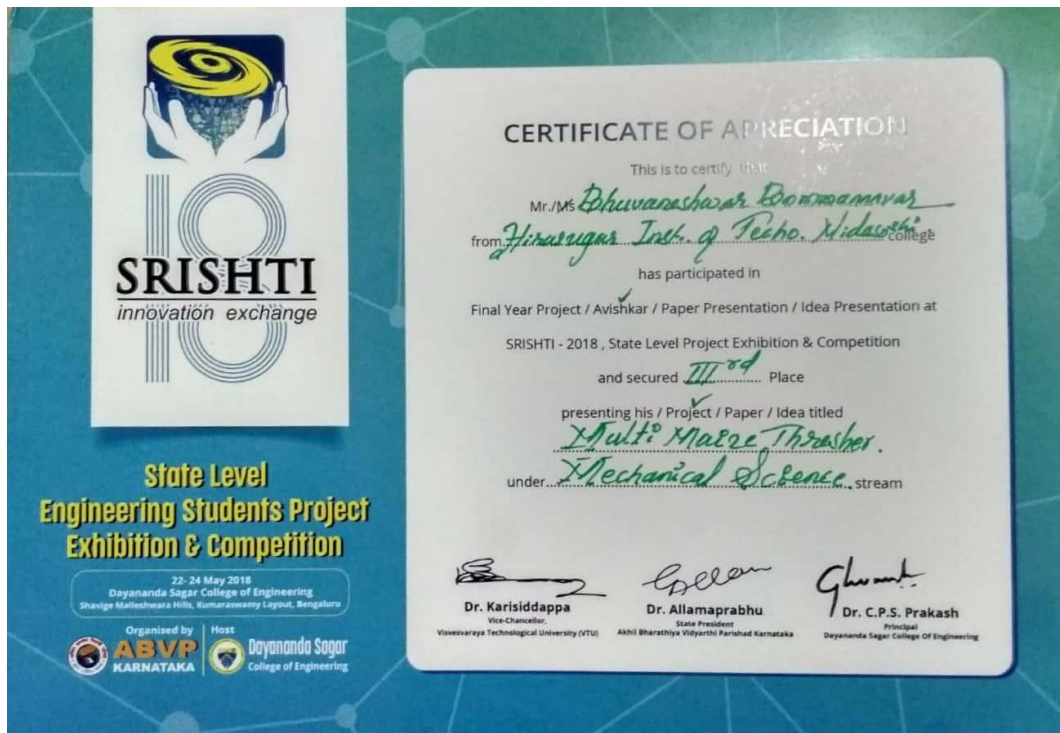 18
SRISHTI
innovation exchange
State Level
Engineering Students Project
Exhibition & Competition
22- 24 May 2018
Dayananda Sagar College of Engineering
Shavige Malleshwara Hills, Kumaraswamy Layout, Bengaluru
Organised by
ABVP
KARNATAKA
Host
Dayananda Sagar
College of Engineering
CERTIFICATE OF APRECIATION
This is to certify that
Mr./Ms Bhuvaneshwar Bommannavar
from Hirasugar Inst. of Techo. Nidasoshi. college
has participated in
Final Year Project / Avishkar / Paper Presentation / Idea Presentation at
SRISHTI - 2018 , State Level Project Exhibition & Competition
and secured IIIrd Place
presenting his / Project / Paper / Idea titled
Multi Maize Thresher.
under Mechanical Science. stream
Dr. Karisiddappa
Vice-Chancellor,
Visvesvaraya Technological University (VTU)
Dr. Allamaprabhu
State President
Akhil Bharathiya Vidyarthi Parishad Karnataka
Dr. C.P.S. Prakash
Principal
Dayananda Sagar College Of Engineering